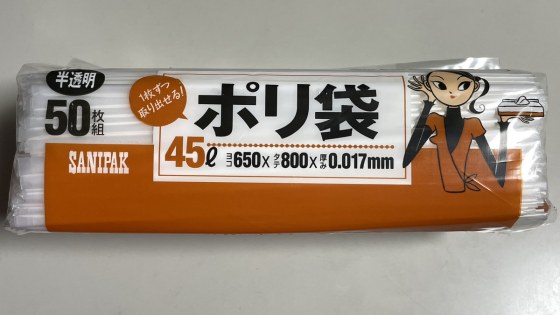 半透明
50枚組
SANIPAK
1枚ずつ
取り出せる!
ポリ袋
45ℓ ヨコ650×タテ800×厚み0.017mm